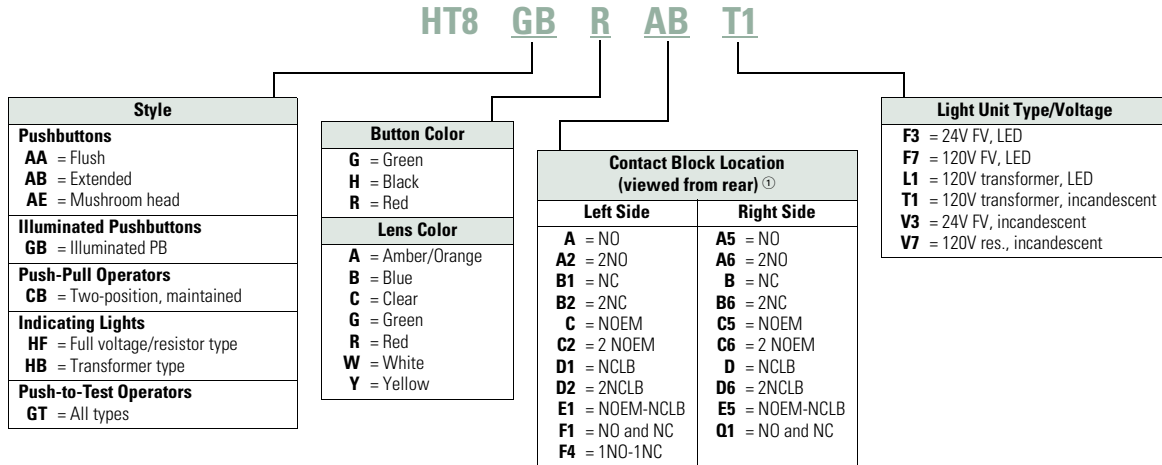 HT8 GB R AB T1
Style
Pushbuttons
AA = Flush
AB = Extended
AE = Mushroom head
Illuminated Pushbuttons
GB = Illuminated PB
Push-Pull Operators
CB = Two-position, maintained
Indicating Lights
HF = Full voltage/resistor type
HB = Transformer type
Push-to-Test Operators
GT = All types
Button Color
G = Green
H = Black
R = Red
Lens Color
A = Amber/Orange
B = Blue
C = Clear
G = Green
R = Red
W = White
Y = Yellow
Contact Block Location
(viewed from rear) ①
Left Side
A = NO
A2 = 2NO
B1 = NC
B2 = 2NC
C = NOEM
C2 = 2 NOEM
D1 = NCLB
D2 = 2NCLB
E1 = NOEM-NCLB
F1 = NO and NC
F4 = 1NO-1NC
Right Side
A5 = NO
A6 = 2NO
B = NC
B6 = 2NC
C5 = NOEM
C6 = 2 NOEM
D = NCLB
D6 = 2NCLB
E5 = NOEM-NCLB
Q1 = NO and NC
Light Unit Type/Voltage
F3 = 24V FV, LED
F7 = 120V FV, LED
L1 = 120V transformer, LED
T1 = 120V transformer, incandescent
V3 = 24V FV, incandescent
V7 = 120V res., incandescent